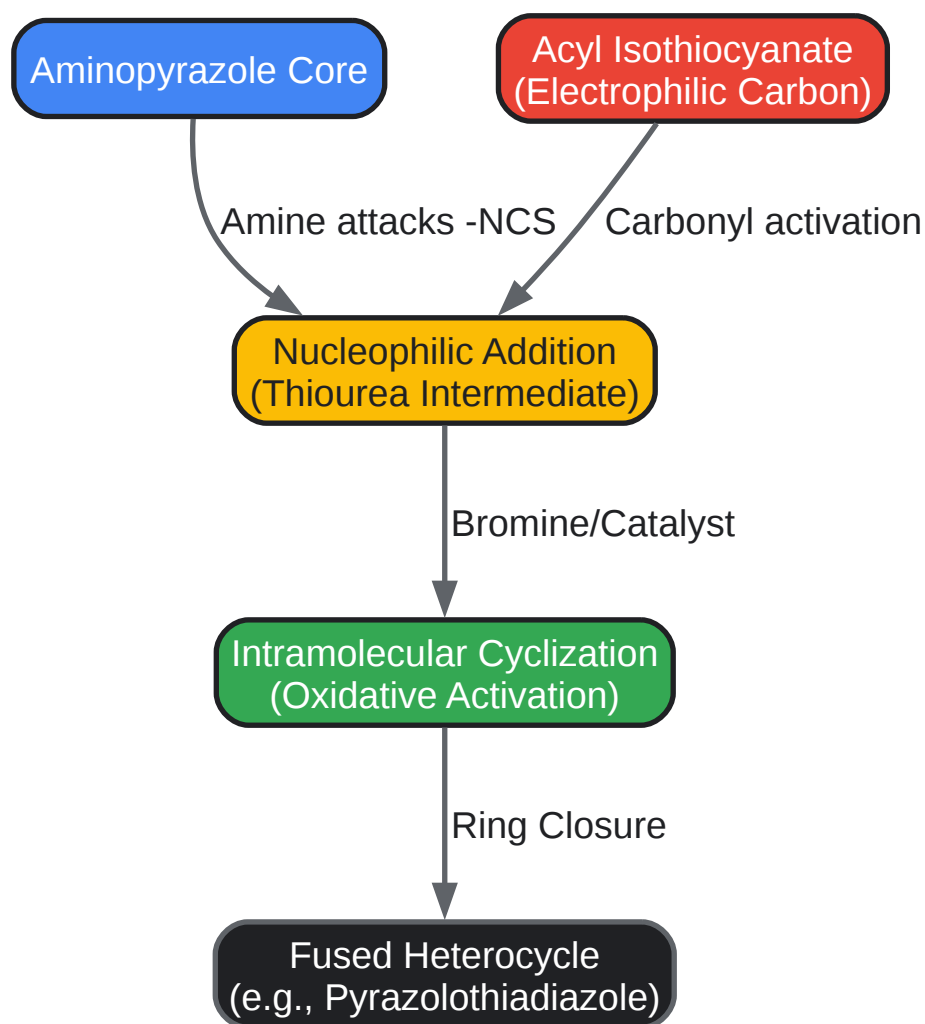 Aminopyrazole Core
Acyl Isothiocyanate
(Electrophilic Carbon)
Amine attacks -NCS
Carbonyl activation
Nucleophilic Addition
(Thiourea Intermediate)
Bromine/Catalyst
Intramolecular Cyclization
(Oxidative Activation)
Ring Closure
Fused Heterocycle
(e.g., Pyrazolothiadiazole)